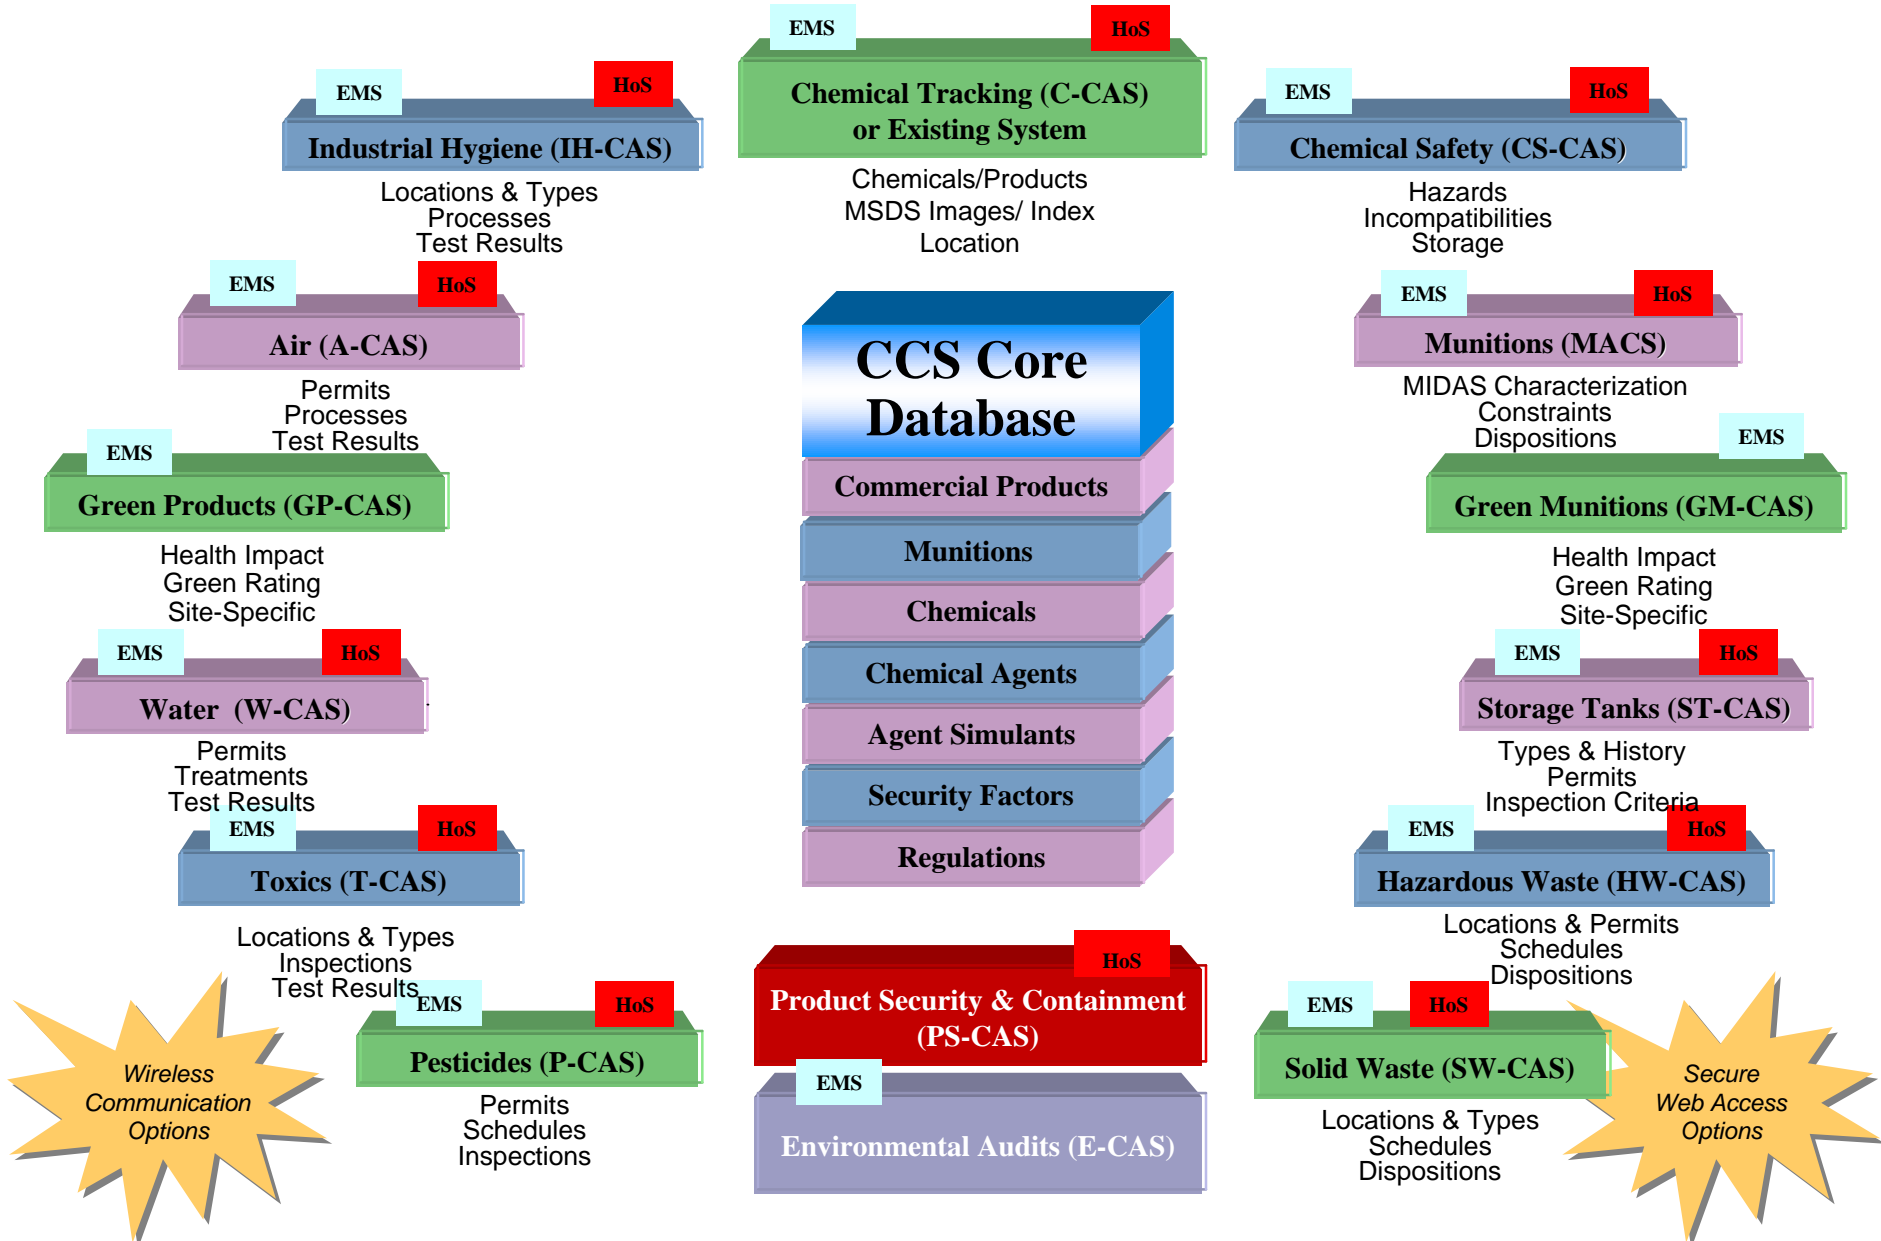 EMS
HoS
Chemical Tracking (C-CAS)
or Existing System
Chemicals/Products
MSDS Images/ Index
Location
EMS
HoS
Industrial Hygiene (IH-CAS)
Locations & Types
Processes
Test Results
EMS
HoS
Chemical Safety (CS-CAS)
Hazards
Incompatibilities
Storage
EMS
HoS
Air (A-CAS)
Permits
Processes
Test Results
EMS
HoS
Munitions (MACS)
MIDAS Characterization
Constraints
Dispositions
EMS
Green Products (GP-CAS)
Health Impact
Green Rating
Site-Specific
EMS
Green Munitions (GM-CAS)
Health Impact
Green Rating
Site-Specific
CCS Core
Database
Commercial Products
Munitions
Chemicals
Chemical Agents
Agent Simulants
Security Factors
Regulations
EMS
HoS
Water (W-CAS)
Permits
Treatments
Test Results
EMS
HoS
Storage Tanks (ST-CAS)
Types & History
Permits
Inspection Criteria
EMS
HoS
Toxics (T-CAS)
Locations & Types
Inspections
Test Results
EMS
HoS
Hazardous Waste (HW-CAS)
Locations & Permits
Schedules
Dispositions
EMS
HoS
Pesticides (P-CAS)
Permits
Schedules
Inspections
HoS
Product Security & Containment
(PS-CAS)
EMS
Environmental Audits (E-CAS)
EMS
HoS
Solid Waste (SW-CAS)
Locations & Types
Schedules
Dispositions
Wireless
Communication
Options
Secure
Web Access
Options